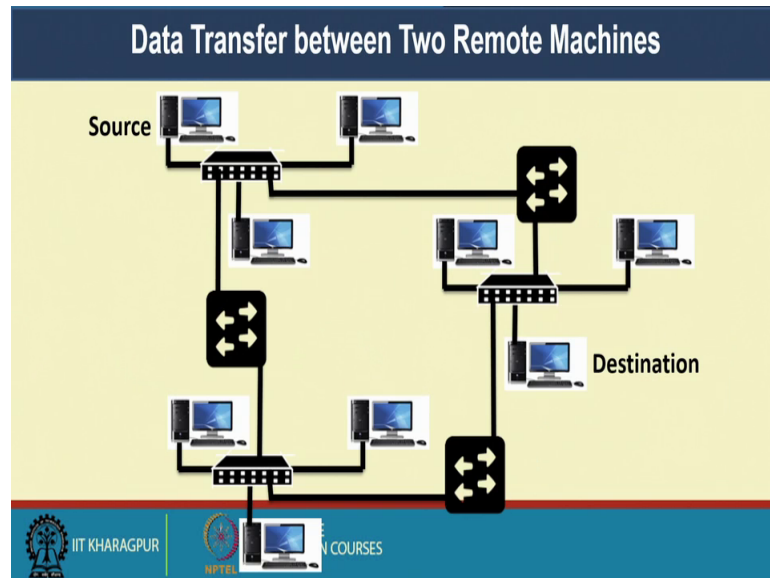 Data Transfer between Two Remote Machines
Source
Destination
IIT KHARAGPUR
NPTEL
N COURSES